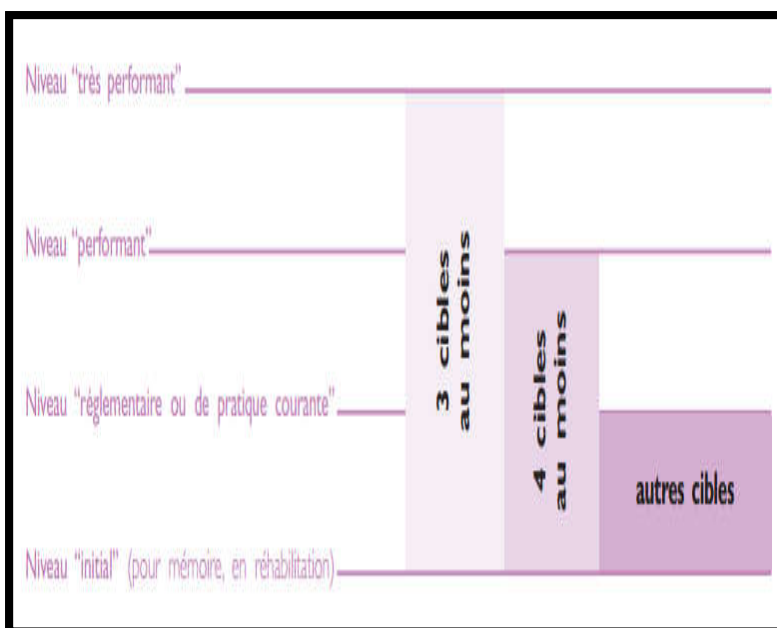 Niveau “très performant”
Niveau “performant”
3 cibles
au moins
Niveau “réglementaire ou de pratique courante”
4 cibles
au moins
autres cibles
Niveau “initial” (pour mémoire, en réhabilitation)